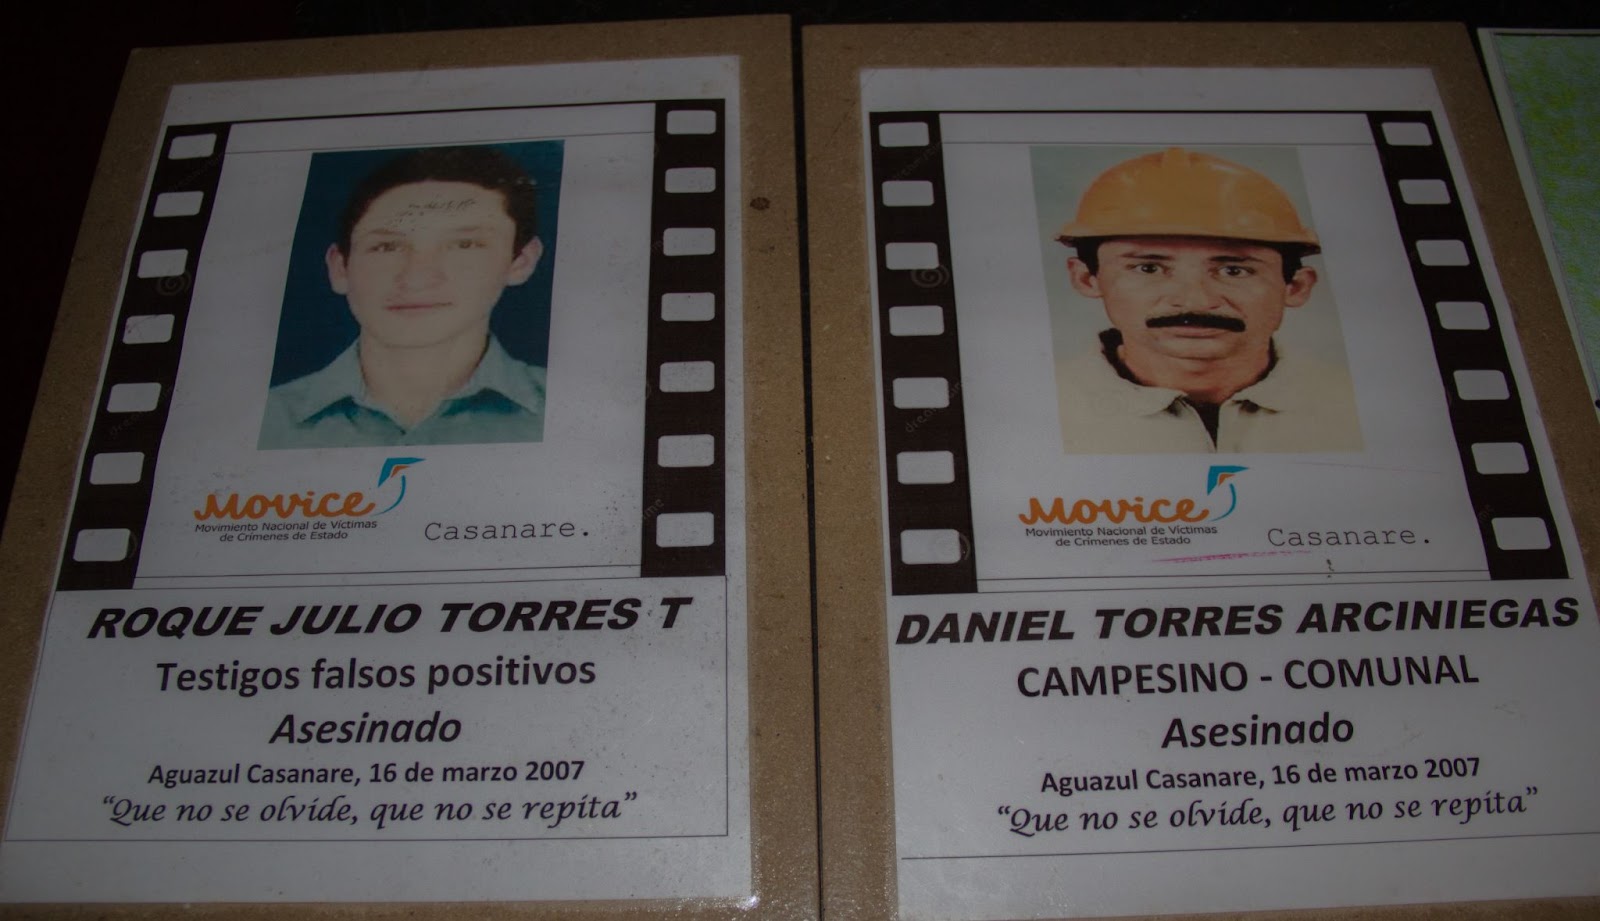 Movice
Movimiento Nacional de Víctimas
de Crímenes de Estado
Casanare.
ROQUE JULIO TORRES T
Testigos falsos positivos
Asesinado
Aguazul Casanare, 16 de marzo 2007
“Que no se olvide, que no se repita”
Movice
Movimiento Nacional de Víctimas
de Crímenes de Estado
Casanare.
DANIEL TORRES ARCINIEGAS
CAMPESINO - COMUNAL
Asesinado
Aguazul Casanare, 16 de marzo 2007
“Que no se olvide, que no se repita”